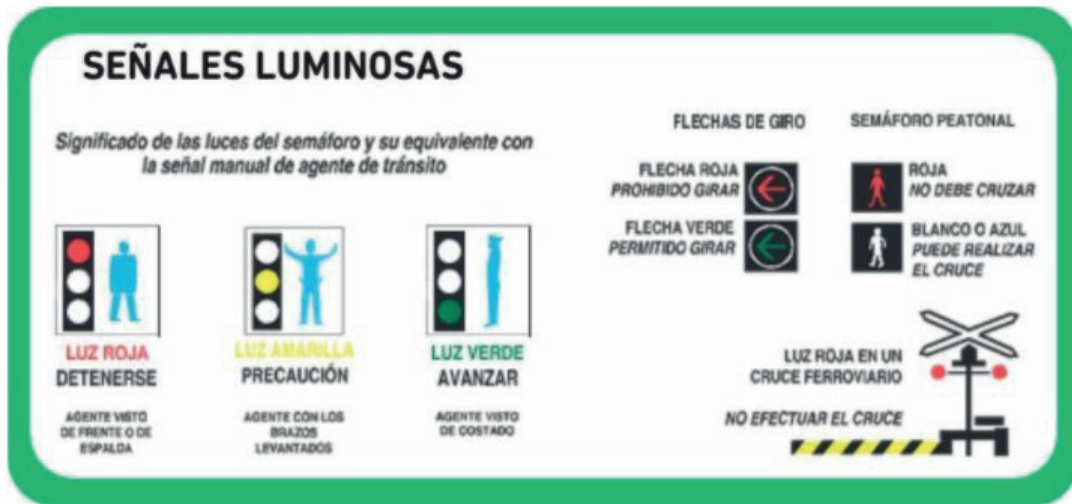 SEÑALES LUMINOSAS
Significado de las luces del semáforo y su equivalente con
la señal manual de agente de tránsito
LUZ ROJA
DETENERSE
AGENTE VISTO
DE FRENTE O DE
ESPALDA
LUZ AMARILLA
PRECAUCIÓN
AGENTE CON LOS
BRAZOS
LEVANTADOS
LUZ VERDE
AVANZAR
AGENTE VISTO
DE COSTADO
FLECHAS DE GIRO
FLECHA ROJA
PROHIBIDO GIRAR
FLECHA VERDE
PERMITIDO GIRAR
SEMÁFORO PEATONAL
ROJA
NO DEBE CRUZAR
BLANCO O AZUL
PUEDE REALIZAR
EL CRUCE
LUZ ROJA EN UN
CRUCE FERROVIARIO
NO EFECTUAR EL CRUCE